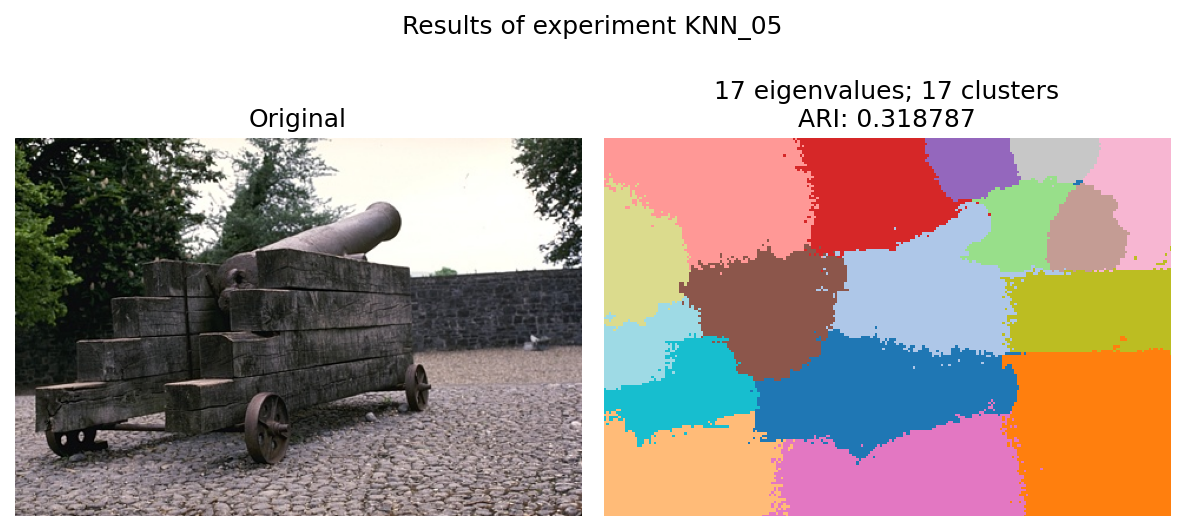 Results of experiment KNN_05
Original
17 eigenvalues; 17 clusters
ARI: 0.318787